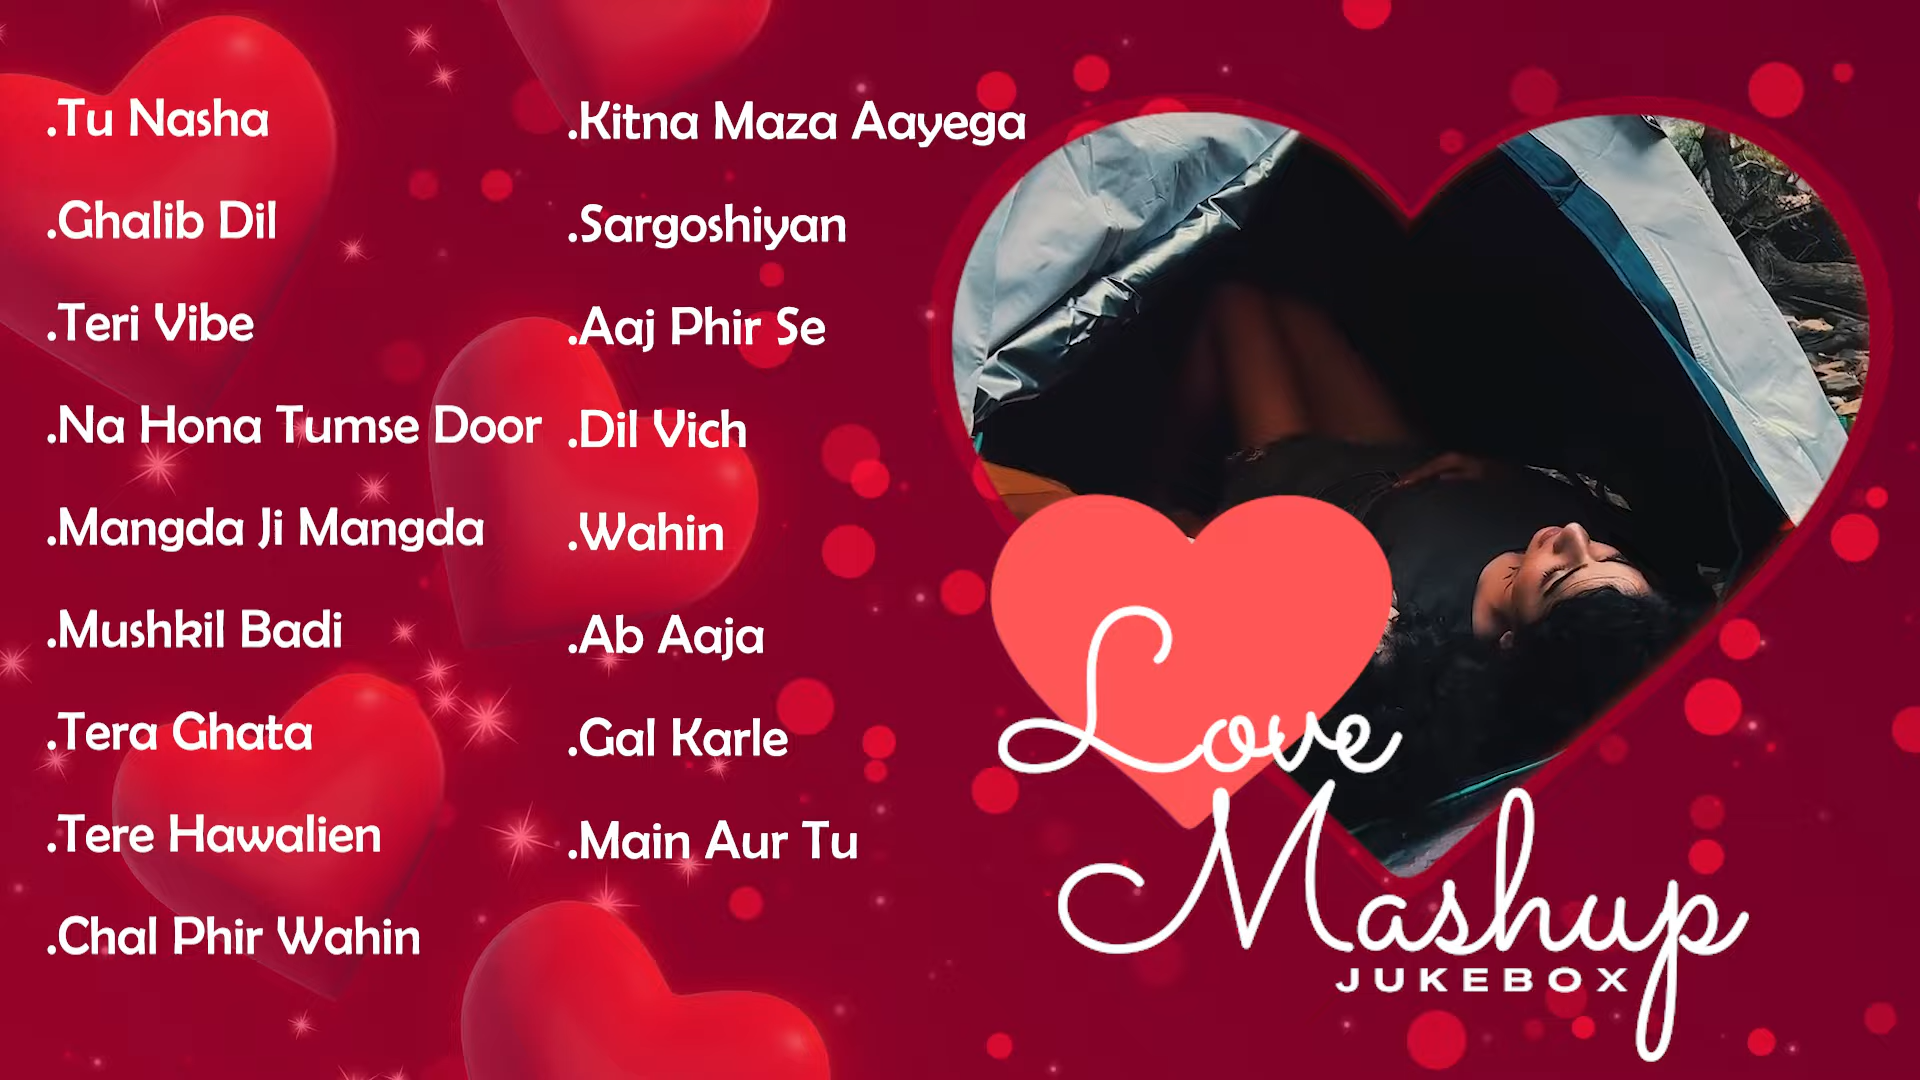 .Tu Nasha
.Ghalib Dil
.Teri Vibe
.Na Hona Tumse Door
.Mangda Ji Mangda
.Mushkil Badi
.Tera Ghata
.Tere Hawalien
.Chal Phir Wahin
.Kitna Maza Aayega
.Sargoshiyan
.Aaj Phir Se
.Dil Vich
.Wahin
.Ab Aaja
.Gal Karle
.Main Aur Tu
Love
Mashup
JUKEBOX